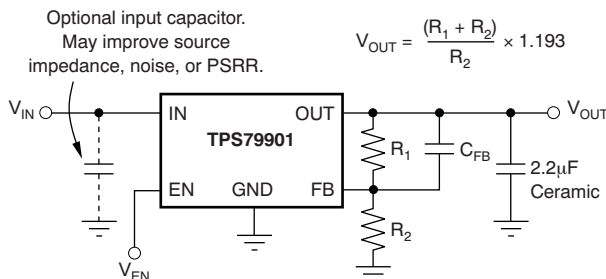 Optional input capacitor.
May improve source
impedance, noise, or PSRR.
V_OUT = (R_1 + R_2) / R_2 × 1.193
V_IN
IN
OUT
V_OUT
TPS79901
R_1
C_FB
2.2μF
Ceramic
EN
GND
FB
R_2
V_EN